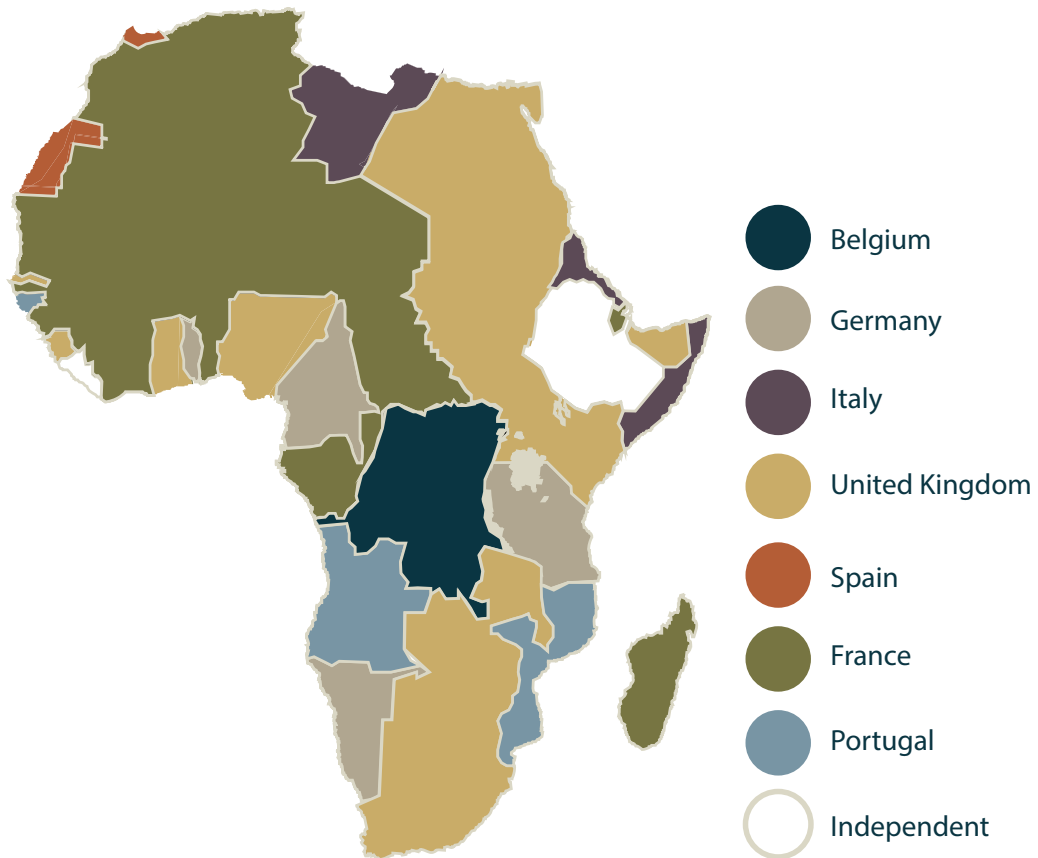 Belgium
Germany
Italy
United Kingdom
Spain
France
Portugal
Independent